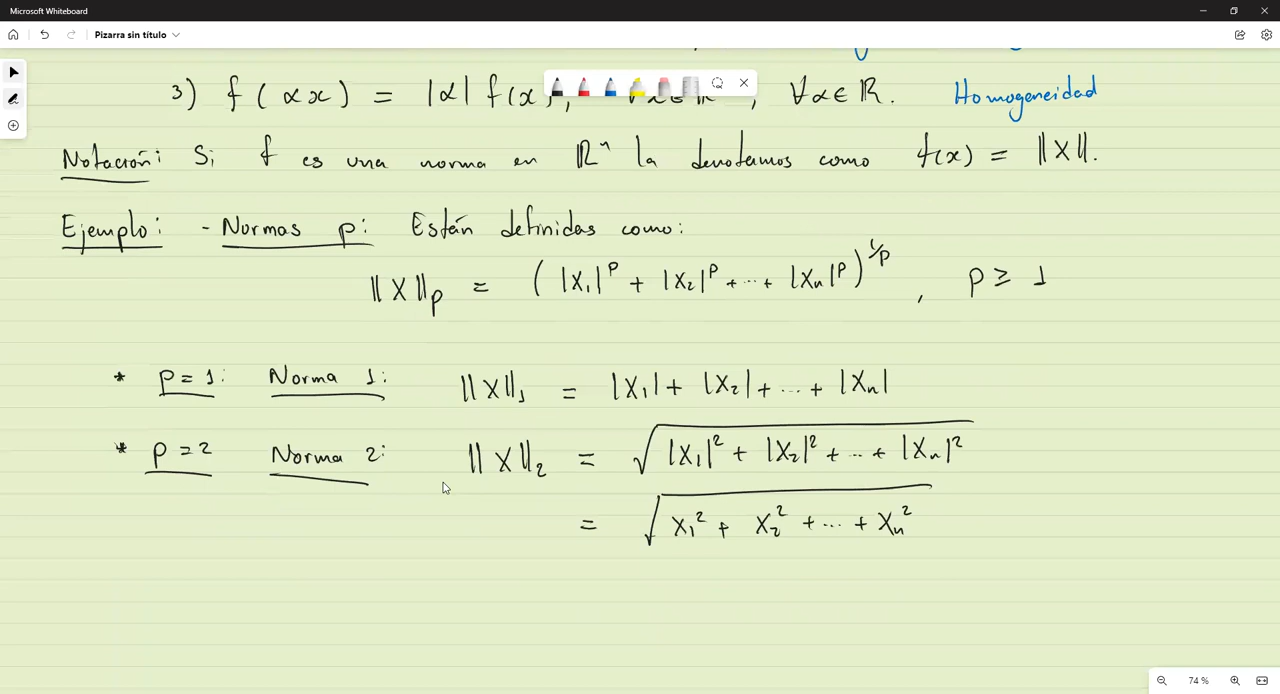 Microsoft Whiteboard
Pizarra sin título
3) f(αx) = |α| f(x), ∀x∈ℝ , ∀α∈ℝ. Homogeneidad
Notación: Si f es una norma en ℝⁿ la denotamos como f(x) = ||X||.
Ejemplo: - Normas p: Están definidas como:
||X||ₚ = (|X₁|ᵖ + |X₂|ᵖ + ... + |Xₙ|ᵖ)^(1/p) , p ≥ 1
* p = 1: Norma 1: ||X||₁ = |X₁| + |X₂| + ... + |Xₙ|
* p = 2 Norma 2: ||X||₂ = √(|X₁|² + |X₂|² + ... + |Xₙ|²)
= √(X₁² + X₂² + ... + Xₙ²)
74 %